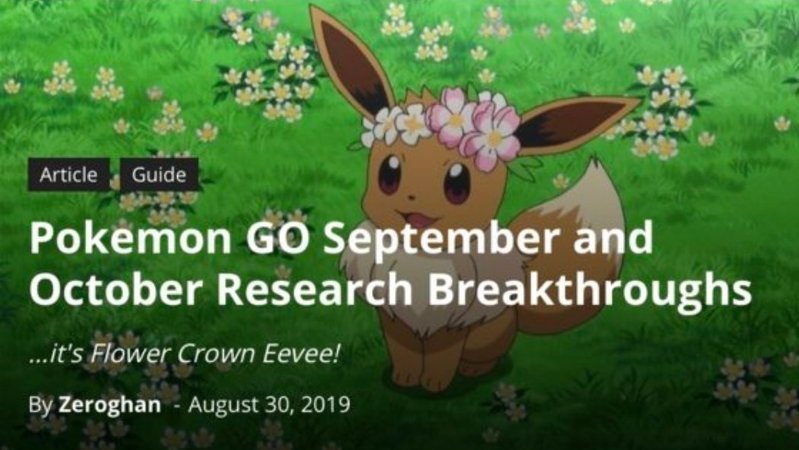 Article Guide
Pokemon GO September and
October Research Breakthroughs
...it's Flower Crown Eevee!
By Zeroghan - August 30, 2019